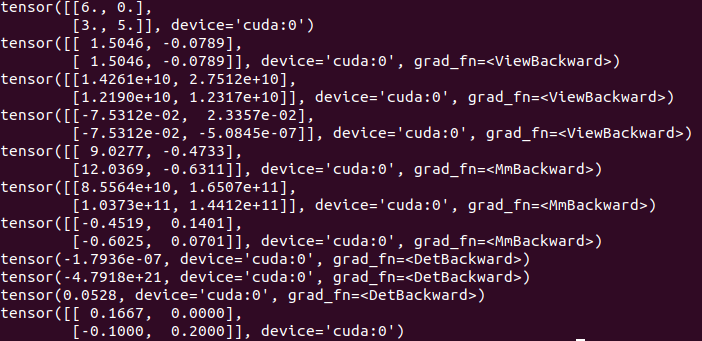 tensor([[6., 0.],
        [3., 5.]], device='cuda:0')
tensor([[ 1.5046, -0.0789],
        [ 1.5046, -0.0789]], device='cuda:0', grad_fn=<ViewBackward>)
tensor([[1.4261e+10, 2.7512e+10],
        [1.2190e+10, 1.2317e+10]], device='cuda:0', grad_fn=<ViewBackward>)
tensor([[-7.5312e-02,  2.3357e-02],
        [-7.5312e-02, -5.0845e-07]], device='cuda:0', grad_fn=<ViewBackward>)
tensor([[ 9.0277, -0.4733],
        [12.0369, -0.6311]], device='cuda:0', grad_fn=<MmBackward>)
tensor([[8.5564e+10, 1.6507e+11],
        [1.0373e+11, 1.4412e+11]], device='cuda:0', grad_fn=<MmBackward>)
tensor([[-0.4519,  0.1401],
        [-0.6025,  0.0701]], device='cuda:0', grad_fn=<MmBackward>)
tensor(-1.7936e-07, device='cuda:0', grad_fn=<DetBackward>)
tensor(-4.7918e+21, device='cuda:0', grad_fn=<DetBackward>)
tensor(0.0528, device='cuda:0', grad_fn=<DetBackward>)
tensor([[ 0.1667,  0.0000],
        [-0.1000,  0.2000]], device='cuda:0')